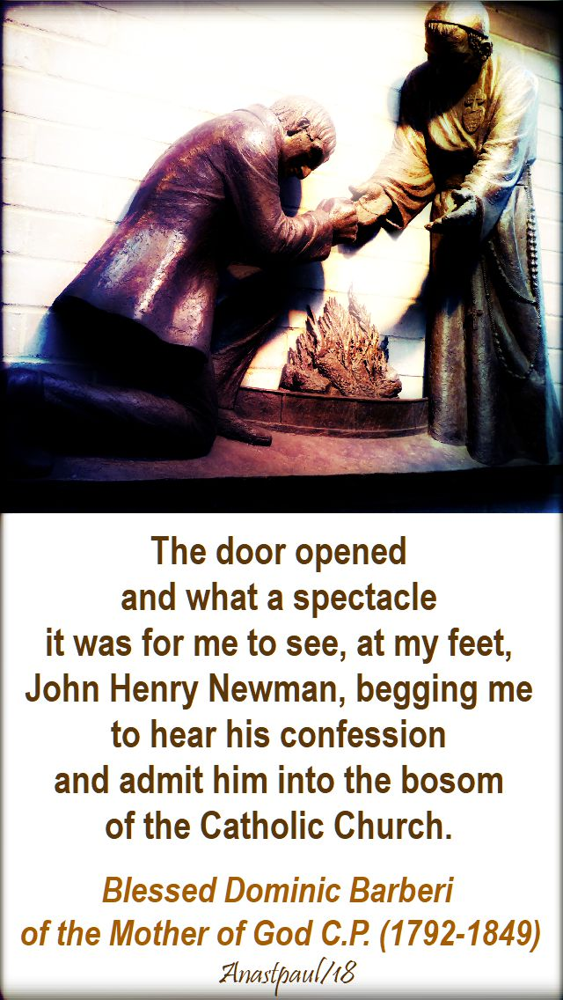 The door opened
and what a spectacle
it was for me to see, at my feet,
John Henry Newman, begging me
to hear his confession
and admit him into the bosom
of the Catholic Church.
Blessed Dominic Barberi
of the Mother of God C.P. (1792-1849)
Anastpaul/18